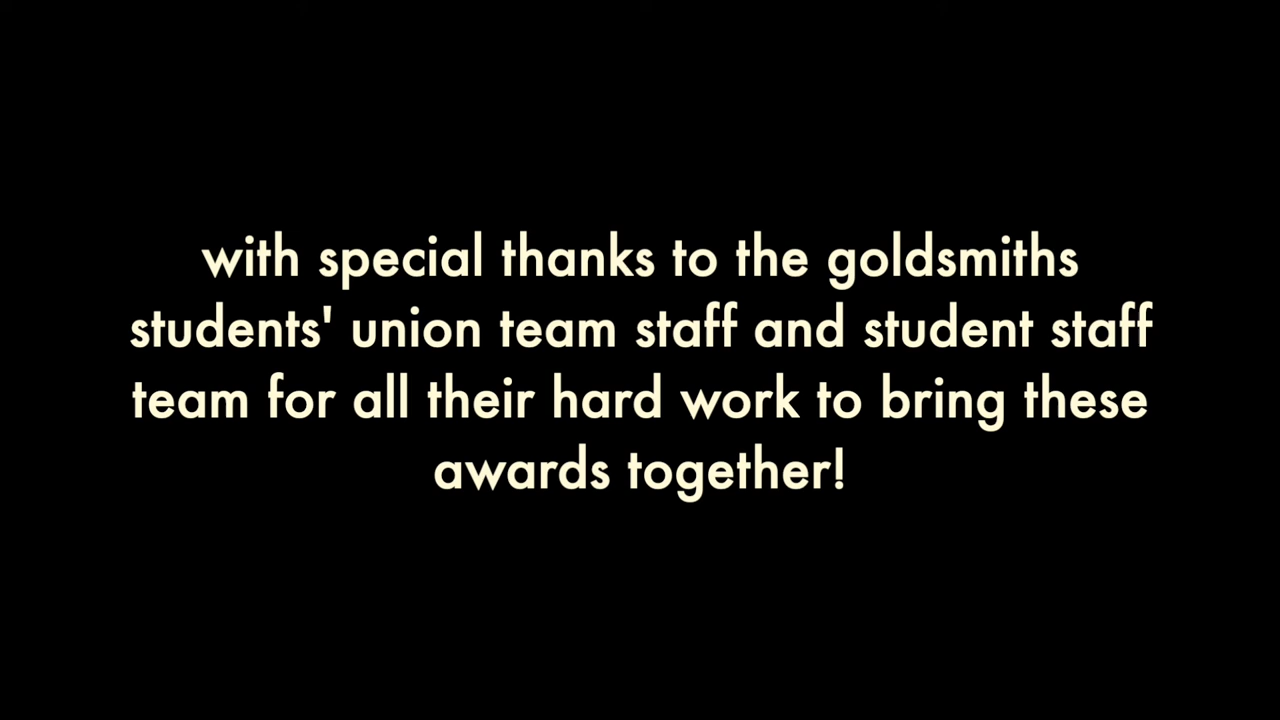 with special thanks to the goldsmiths
students' union team staff and student staff
team for all their hard work to bring these
awards together!